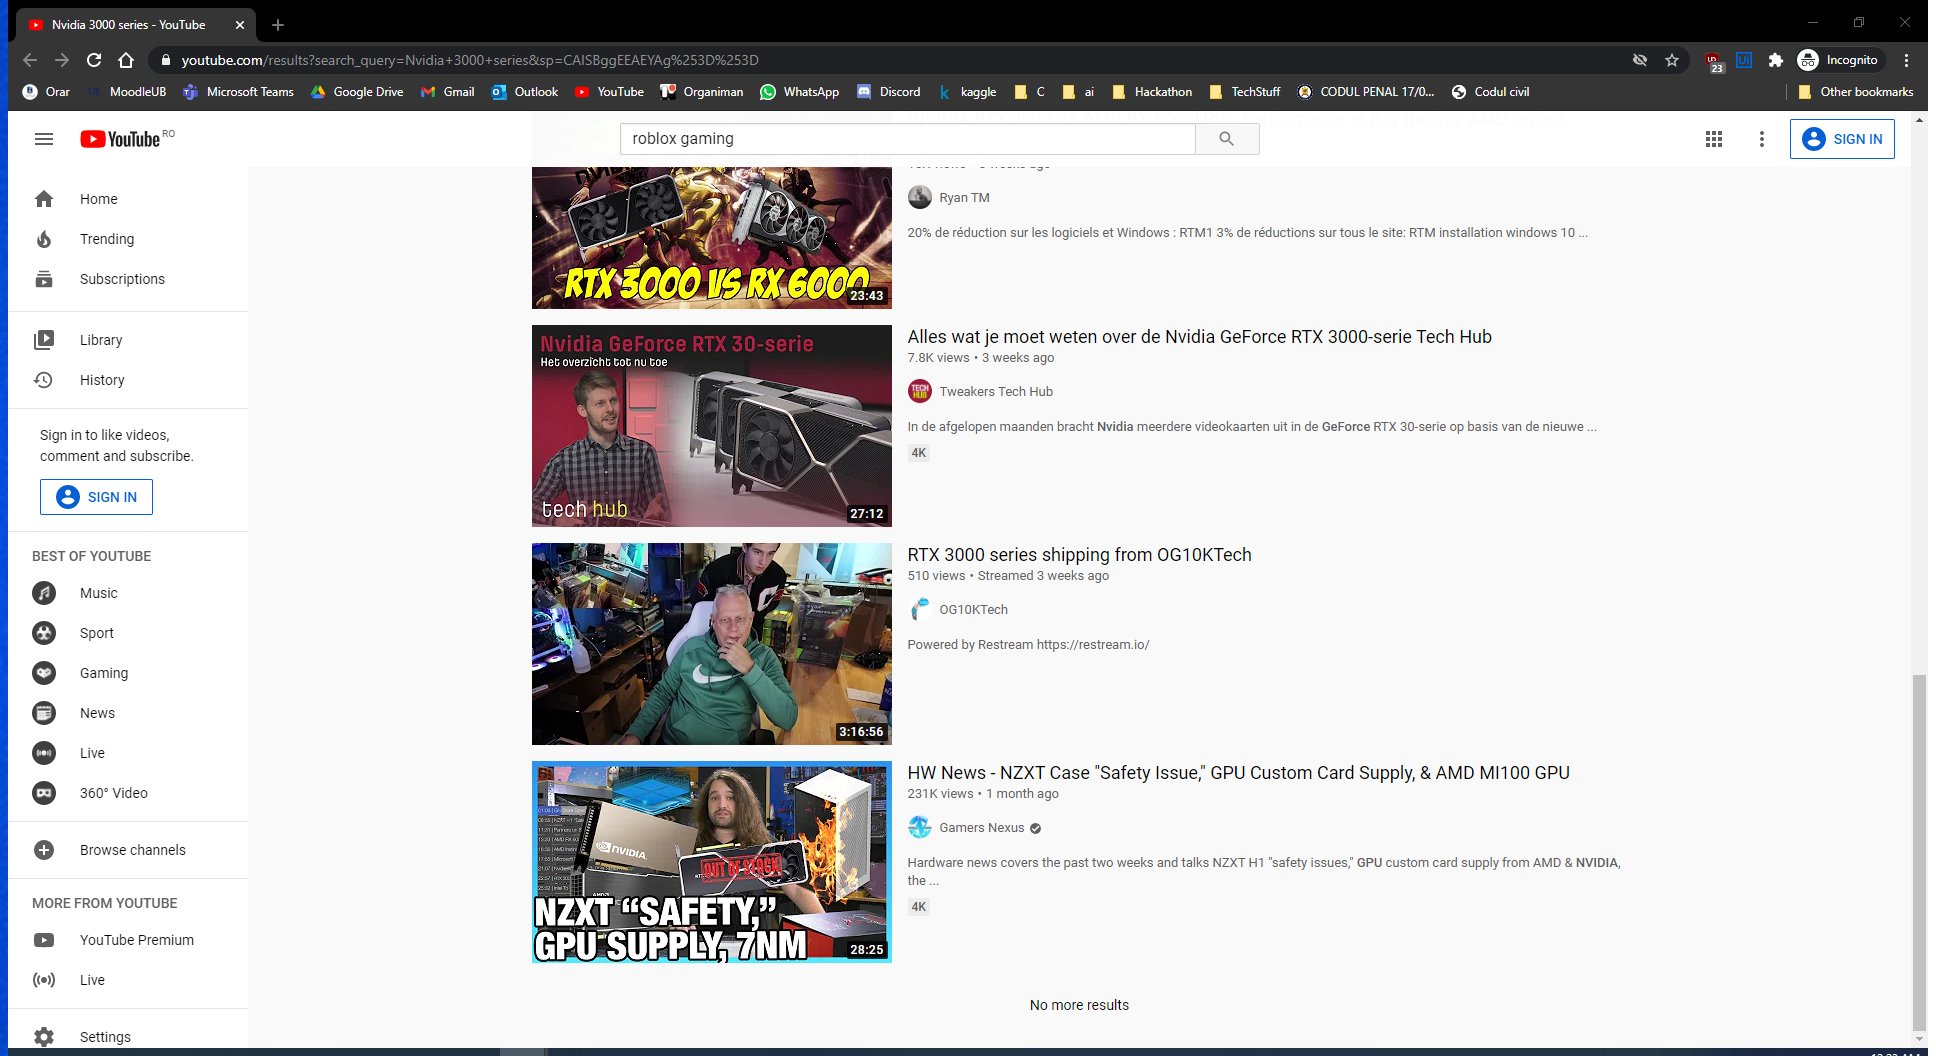 Nvidia 3000 series - YouTube
youtube.com/results?search_query=Nvidia+3000+series&sp=CAISBggEEAEYAg%253D%253D
23
Incognito
Orar
MoodleUB
Microsoft Teams
Google Drive
Gmail
Outlook
YouTube
Organiman
WhatsApp
Discord
kaggle
C
ai
Hackathon
TechStuff
CODUL PENAL 17/0...
Codul civil
Other bookmarks
YouTube RO
roblox gaming
SIGN IN
Home
Trending
Subscriptions
Library
History
Sign in to like videos,
comment and subscribe.
SIGN IN
BEST OF YOUTUBE
Music
Sport
Gaming
News
Live
360° Video
Browse channels
MORE FROM YOUTUBE
YouTube Premium
Live
Settings
RTX 3000 VS RX 6000
23:43
Ryan TM
20% de réduction sur les logiciels et Windows : RTM1 3% de réductions sur tous le site: RTM installation windows 10 ...
Nvidia GeForce RTX 30-serie
Het overzicht tot nu toe
tech hub
27:12
Alles wat je moet weten over de Nvidia GeForce RTX 3000-serie Tech Hub
7.8K views • 3 weeks ago
TECH HUB
Tweakers Tech Hub
In de afgelopen maanden bracht Nvidia meerdere videokaarten uit in de GeForce RTX 30-serie op basis van de nieuwe ...
4K
3:16:56
RTX 3000 series shipping from OG10KTech
510 views • Streamed 3 weeks ago
OG10KTech
Powered by Restream https://restream.io/
NVIDIA.
OUT OF STOCK
NZXT “SAFETY,”
GPU SUPPLY, 7NM
28:25
HW News - NZXT Case "Safety Issue," GPU Custom Card Supply, & AMD MI100 GPU
231K views • 1 month ago
Gamers Nexus
Hardware news covers the past two weeks and talks NZXT H1 "safety issues," GPU custom card supply from AMD & NVIDIA,
the ...
4K
No more results